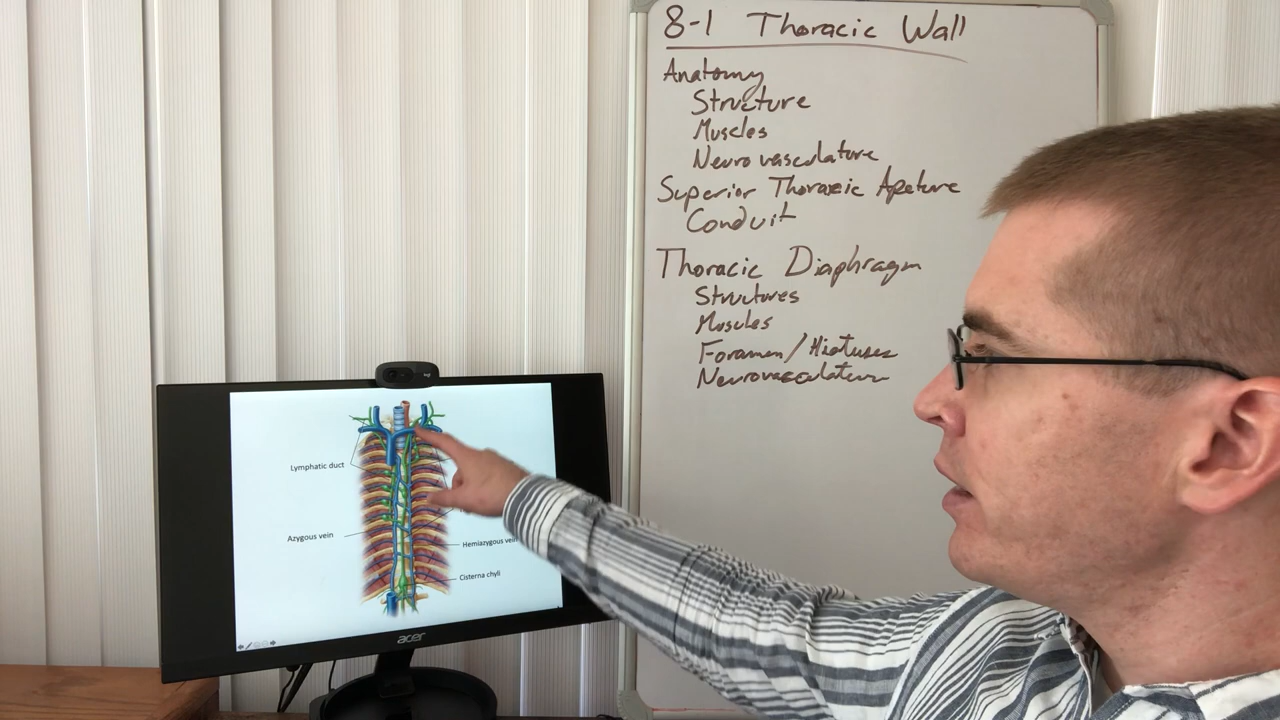 8-1 Thoracic Wall
Anatomy
Structure
Muscles
Neurovasculature
Superior Thoracic Apeture
Conduit
Thoracic Diaphragm
Structures
Muscles
Foramen/Hiatuses
Neurovasculature
Lymphatic duct
Azygous vein
Hemiazygous vein
Cisterna chyli
acer